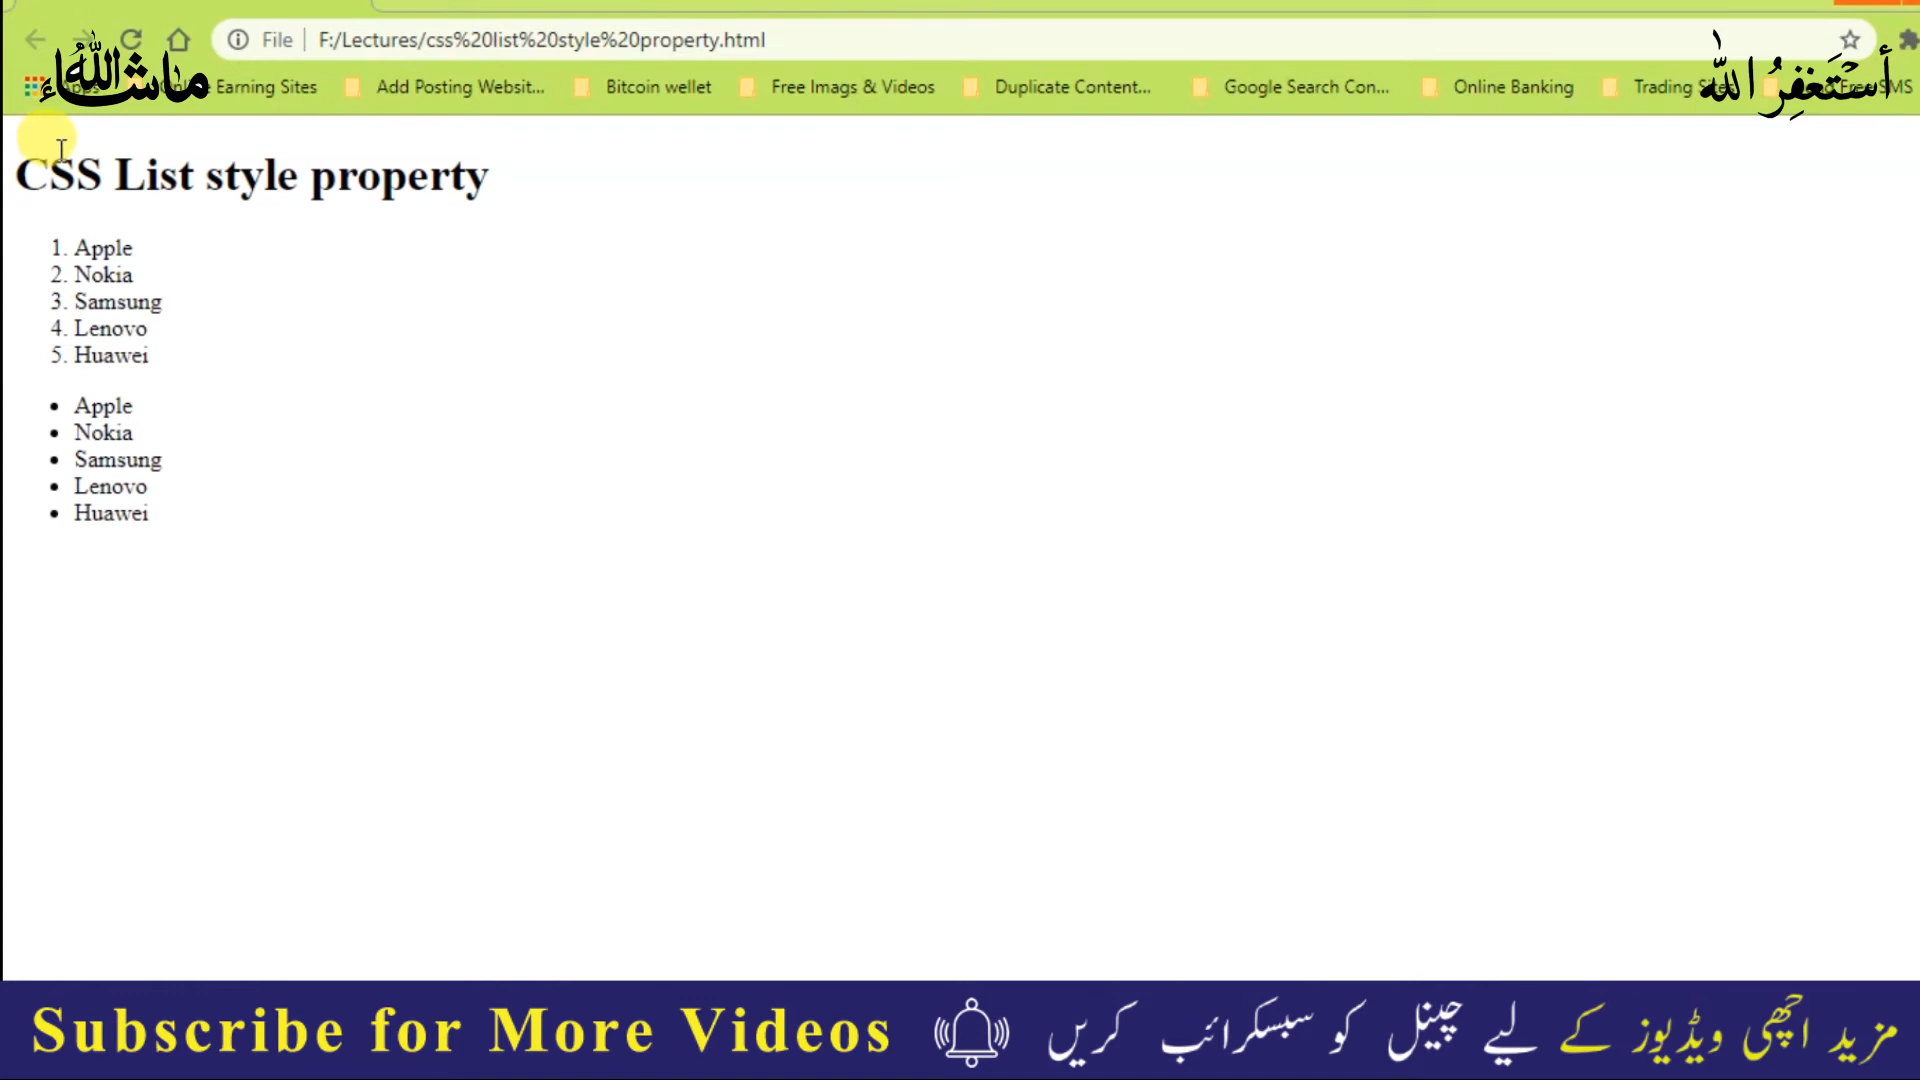 File F:/Lectures/css%20list%20style%20property.html
ماشاءالله
أستغفِرُ الله
Earning Sites Add Posting Websit... Bitcoin wellet Free Imags & Videos Duplicate Content... Google Search Con... Online Banking Trading SMS
CSS List style property
1. Apple
2. Nokia
3. Samsung
4. Lenovo
5. Huawei
• Apple
• Nokia
• Samsung
• Lenovo
• Huawei
Subscribe for More Videos مزید اچھی ویڈیوز کے لیے چینل کو سبسکرائب کریں